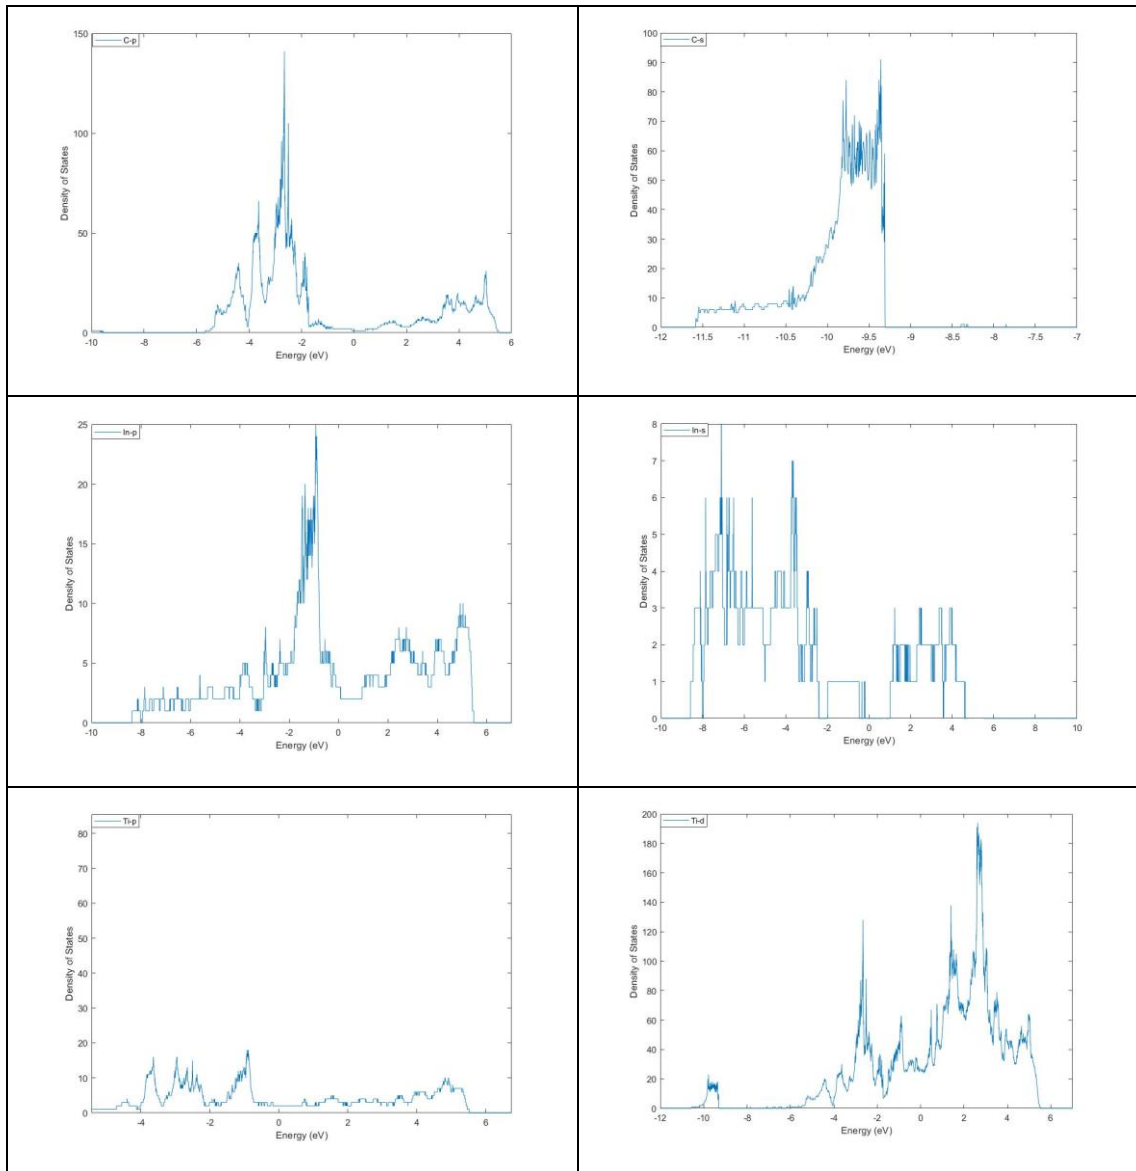 C-p
150
100
50
0
Density of States
-10 -8 -6 -4 -2 0 2 4 6
Energy (eV)
C-s
100
90
80
70
60
50
40
30
20
10
0
Density of States
-12 -11.5 -11 -10.5 -10 -9.5 -9 -8.5 -8 -7.5 -7
Energy (eV)
In-p
25
20
15
10
5
0
Density of States
-10 -8 -6 -4 -2 0 2 4 6
Energy (eV)
In-s
8
7
6
5
4
3
2
1
0
Density of States
-10 -8 -6 -4 -2 0 2 4 6 8 10
Energy (eV)
Ti-p
80
70
60
50
40
30
20
10
0
Density of States
-4 -2 0 2 4 6
Energy (eV)
Ti-d
200
180
160
140
120
100
80
60
40
20
0
Density of States
-12 -10 -8 -6 -4 -2 0 2 4 6
Energy (eV)